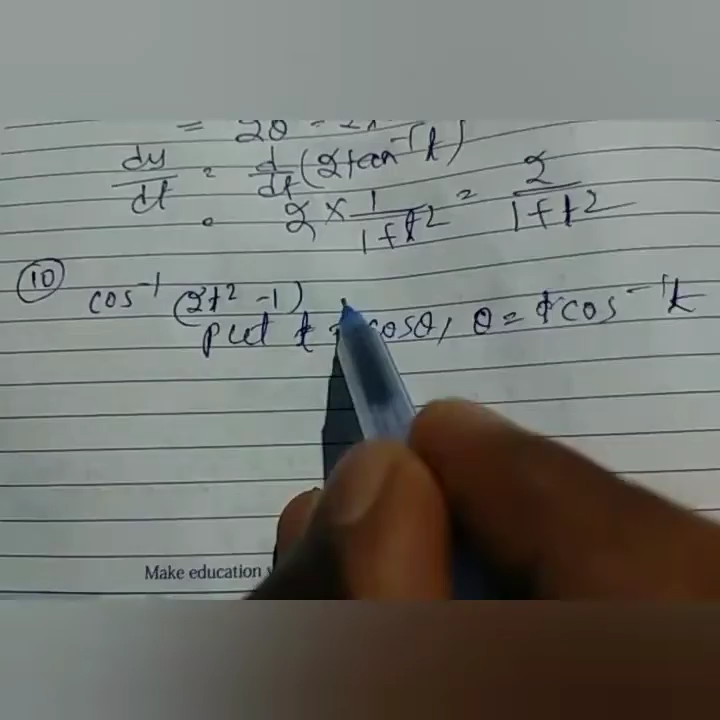 = 2θ =
dy/dt = d/dt (2tan⁻¹t)
= 2 × 1/1+t² = 2/1+t²
(10) cos⁻¹ (2t² -1)
put t = cosθ, θ = cos⁻¹t
Make education